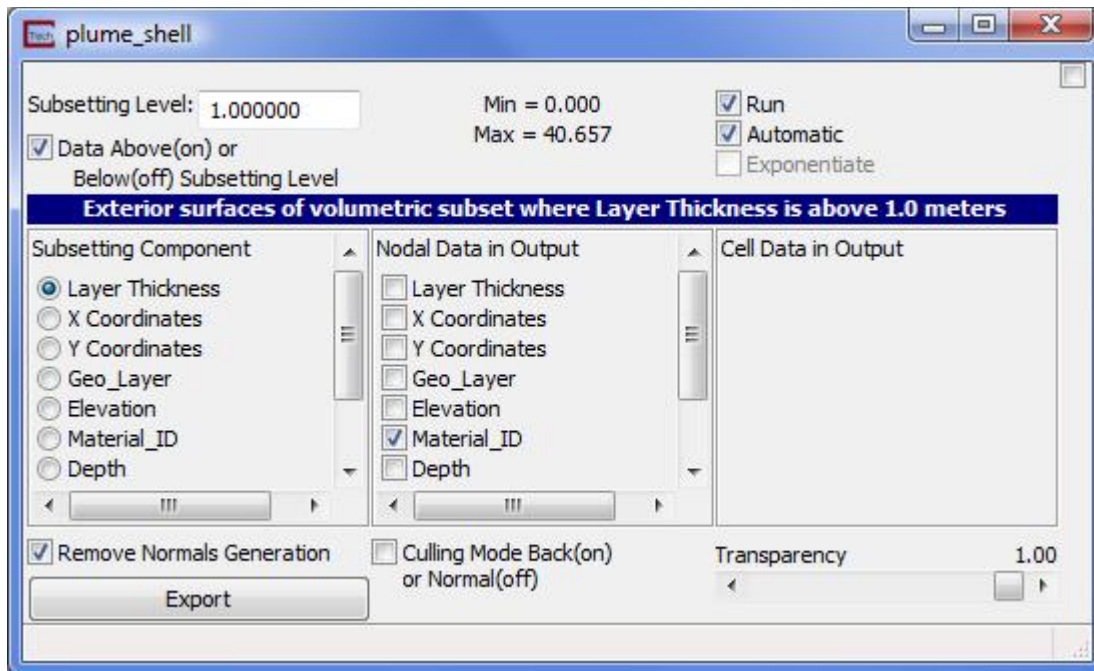 Tech plume_shell
Subsetting Level: 1.000000
Min = 0.000
Max = 40.657
Run
Automatic
Exponentiate
Data Above(on) or
Below(off) Subsetting Level
Exterior surfaces of volumetric subset where Layer Thickness is above 1.0 meters
Subsetting Component
Layer Thickness
X Coordinates
Y Coordinates
Geo_Layer
Elevation
Material_ID
Depth
Nodal Data in Output
Layer Thickness
X Coordinates
Y Coordinates
Geo_Layer
Elevation
Material_ID
Depth
Cell Data in Output
Remove Normals Generation
Export
Culling Mode Back(on)
or Normal(off)
Transparency 1.00